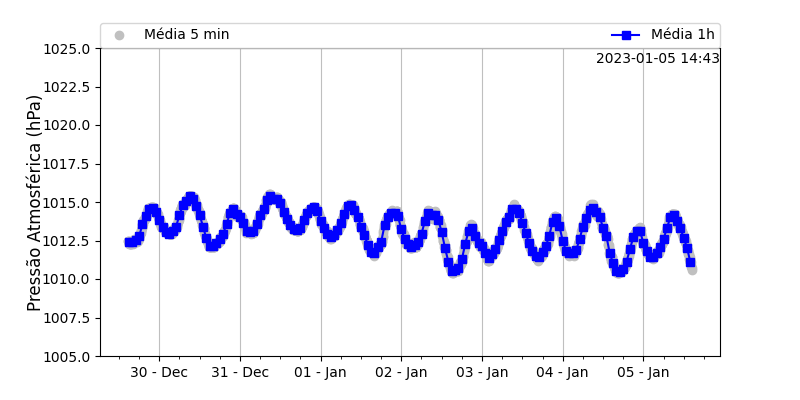 Média 5 min
Média 1h
2023-01-05 14:43
Pressão Atmosférica (hPa)
1025.0
1022.5
1020.0
1017.5
1015.0
1012.5
1010.0
1007.5
1005.0
30 - Dec
31 - Dec
01 - Jan
02 - Jan
03 - Jan
04 - Jan
05 - Jan